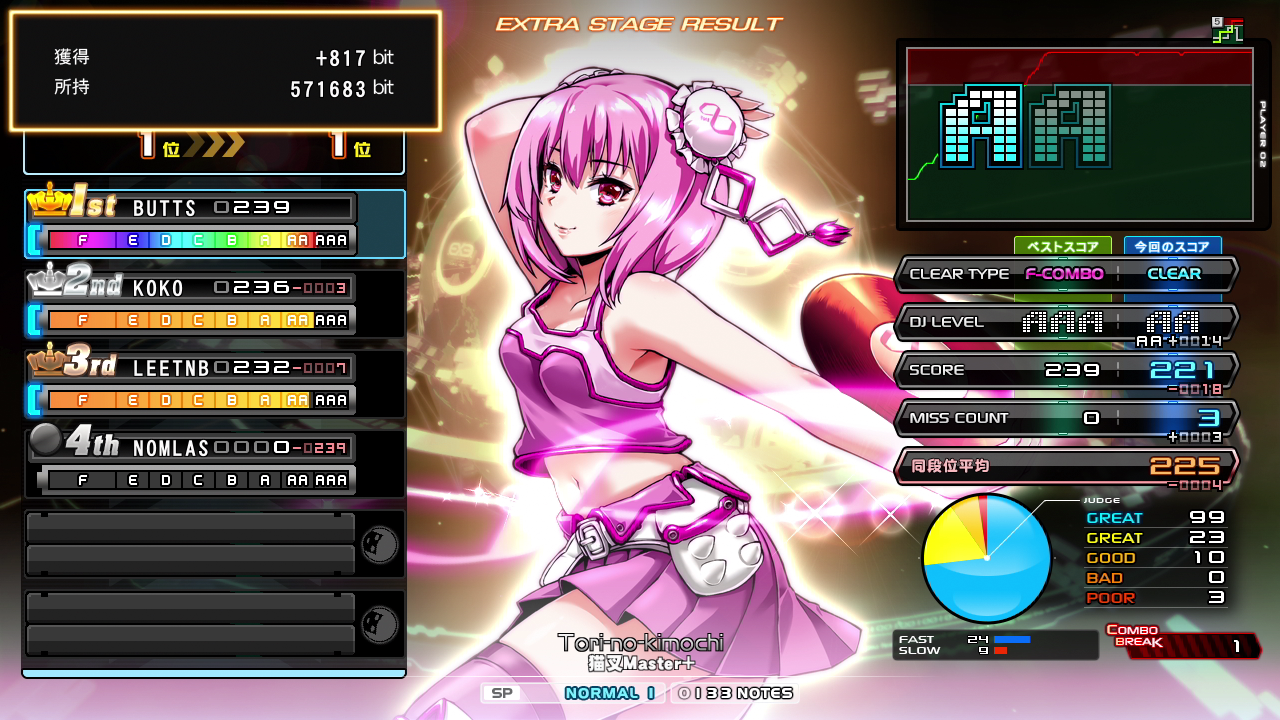 獲得 +817 bit
所持 571683 bit
EXTRA STAGE RESULT
1位 1位
1st BUTTS 0239
F E D C B A AA AAA
2nd KOKO 0236-0003
F E D C B A AA AAA
3rd LEETNB 0232-0007
F E D C B A AA AAA
4th NOMLAS 0000-0239
F E D C B A AA AAA
5
AA
PLAYER 02
ベストスコア 今回のスコア
CLEAR TYPE F-COMBO CLEAR
DJ LEVEL AAA AA
AA +0014
SCORE 239 221
-0018
MISS COUNT 0 3
+0003
同段位平均 225
-0004
JUDGE
GREAT 99
GREAT 23
GOOD 10
BAD 0
POOR 3
FAST 24
SLOW 9
COMBO BREAK 1
Tori-no-kimochi
猫叉Master+
SP NORMAL 1 0133 NOTES